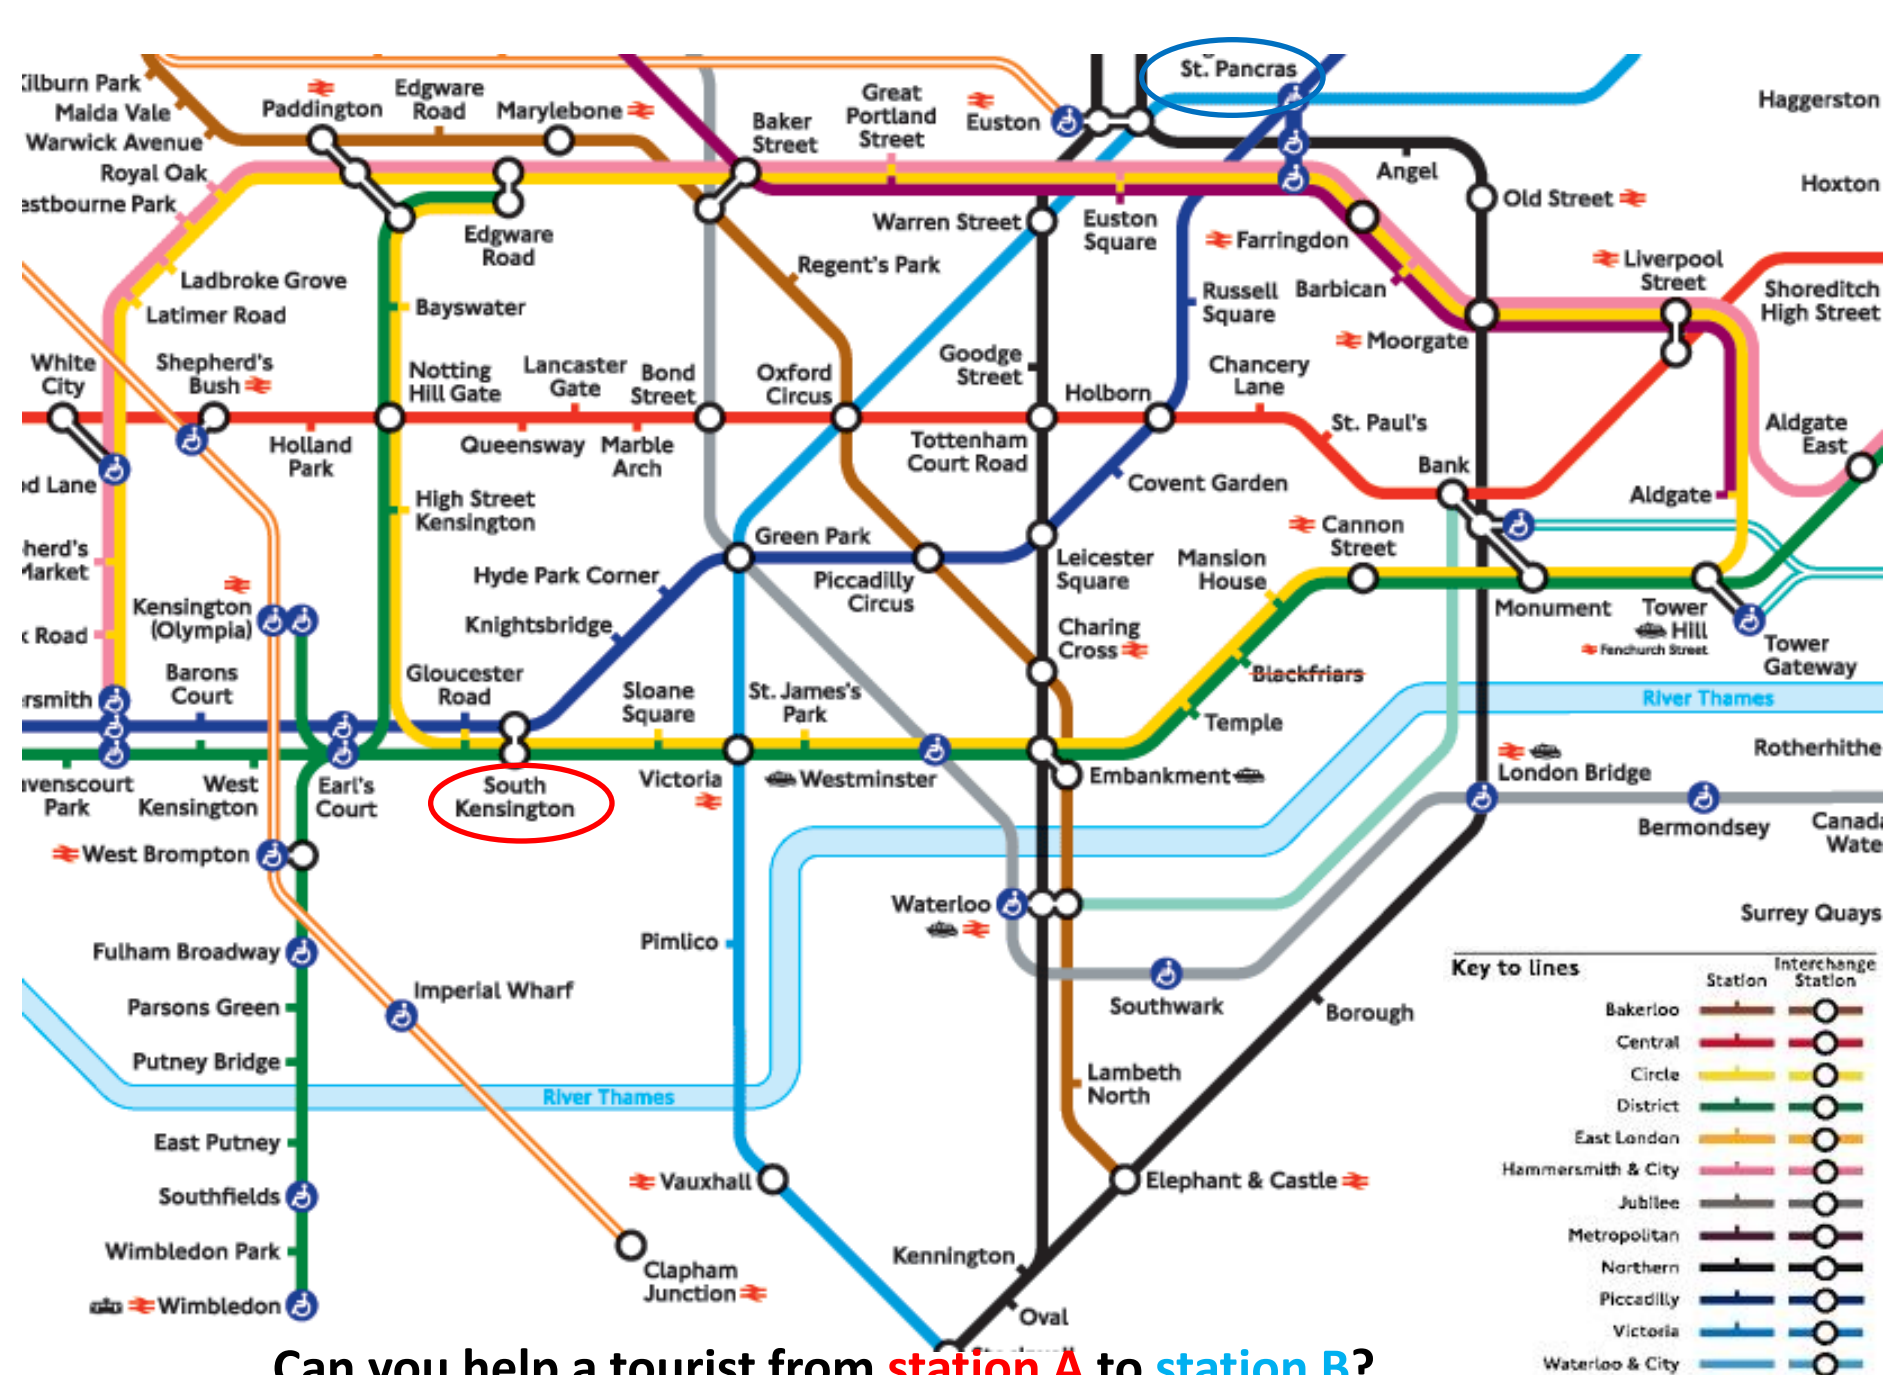 St. Pancras
Kilburn Park
Maida Vale
Warwick Avenue
Royal Oak
estbourne Park
Paddington
Edgware
Road
Marylebone
Baker
Street
Great
Portland
Street
Euston
Angel
Haggerston
Hoxton
Old Street
Edgware
Road
Warren Street
Euston
Square
Farringdon
Liverpool
Street
Ladbroke Grove
Latimer Road
Bayswater
Regent's Park
Russell
Square
Barbican
Moorgate
Shoreditch
High Street
White
City
Shepherd's
Bush
Notting
Hill Gate
Lancaster
Gate
Bond
Street
Oxford
Circus
Goodge
Street
Holborn
Chancery
Lane
Holland
Park
Queensway
Marble
Arch
Tottenham
Court Road
St. Paul's
Aldgate
East
d Lane
High Street
Kensington
Covent Garden
Bank
Aldgate
herd's
Market
Green Park
Hyde Park Corner
Piccadilly
Circus
Leicester
Square
Mansion
House
Cannon
Street
Kensington
(Olympia)
Knightsbridge
Charing
Cross
Monument
Tower
Hill
Fenchurch Street
Tower
Gateway
k Road
Barons
Court
Gloucester
Road
Sloane
Square
St. James's
Park
Blackfriars
Temple
River Thames
ersmith
venscourt
Park
West
Kensington
Earl's
Court
South
Kensington
Victoria
Westminster
Embankment
London Bridge
Rotherhithe
Bermondsey
Canada
Wate
West Brompton
Waterloo
Surrey Quays
Fulham Broadway
Pimlico
Imperial Wharf
Southwark
Borough
Parsons Green
Putney Bridge
River Thames
Lambeth
North
East Putney
Southfields
Vauxhall
Elephant & Castle
Wimbledon Park
Kennington
Clapham
Junction
Wimbledon
Oval
Key to lines
Station
Interchange
Station
Bakerloo
Central
Circle
District
East London
Hammersmith & City
Jubilee
Metropolitan
Northern
Piccadilly
Victoria
Waterloo & City
Can you help a tourist from station A to station B?